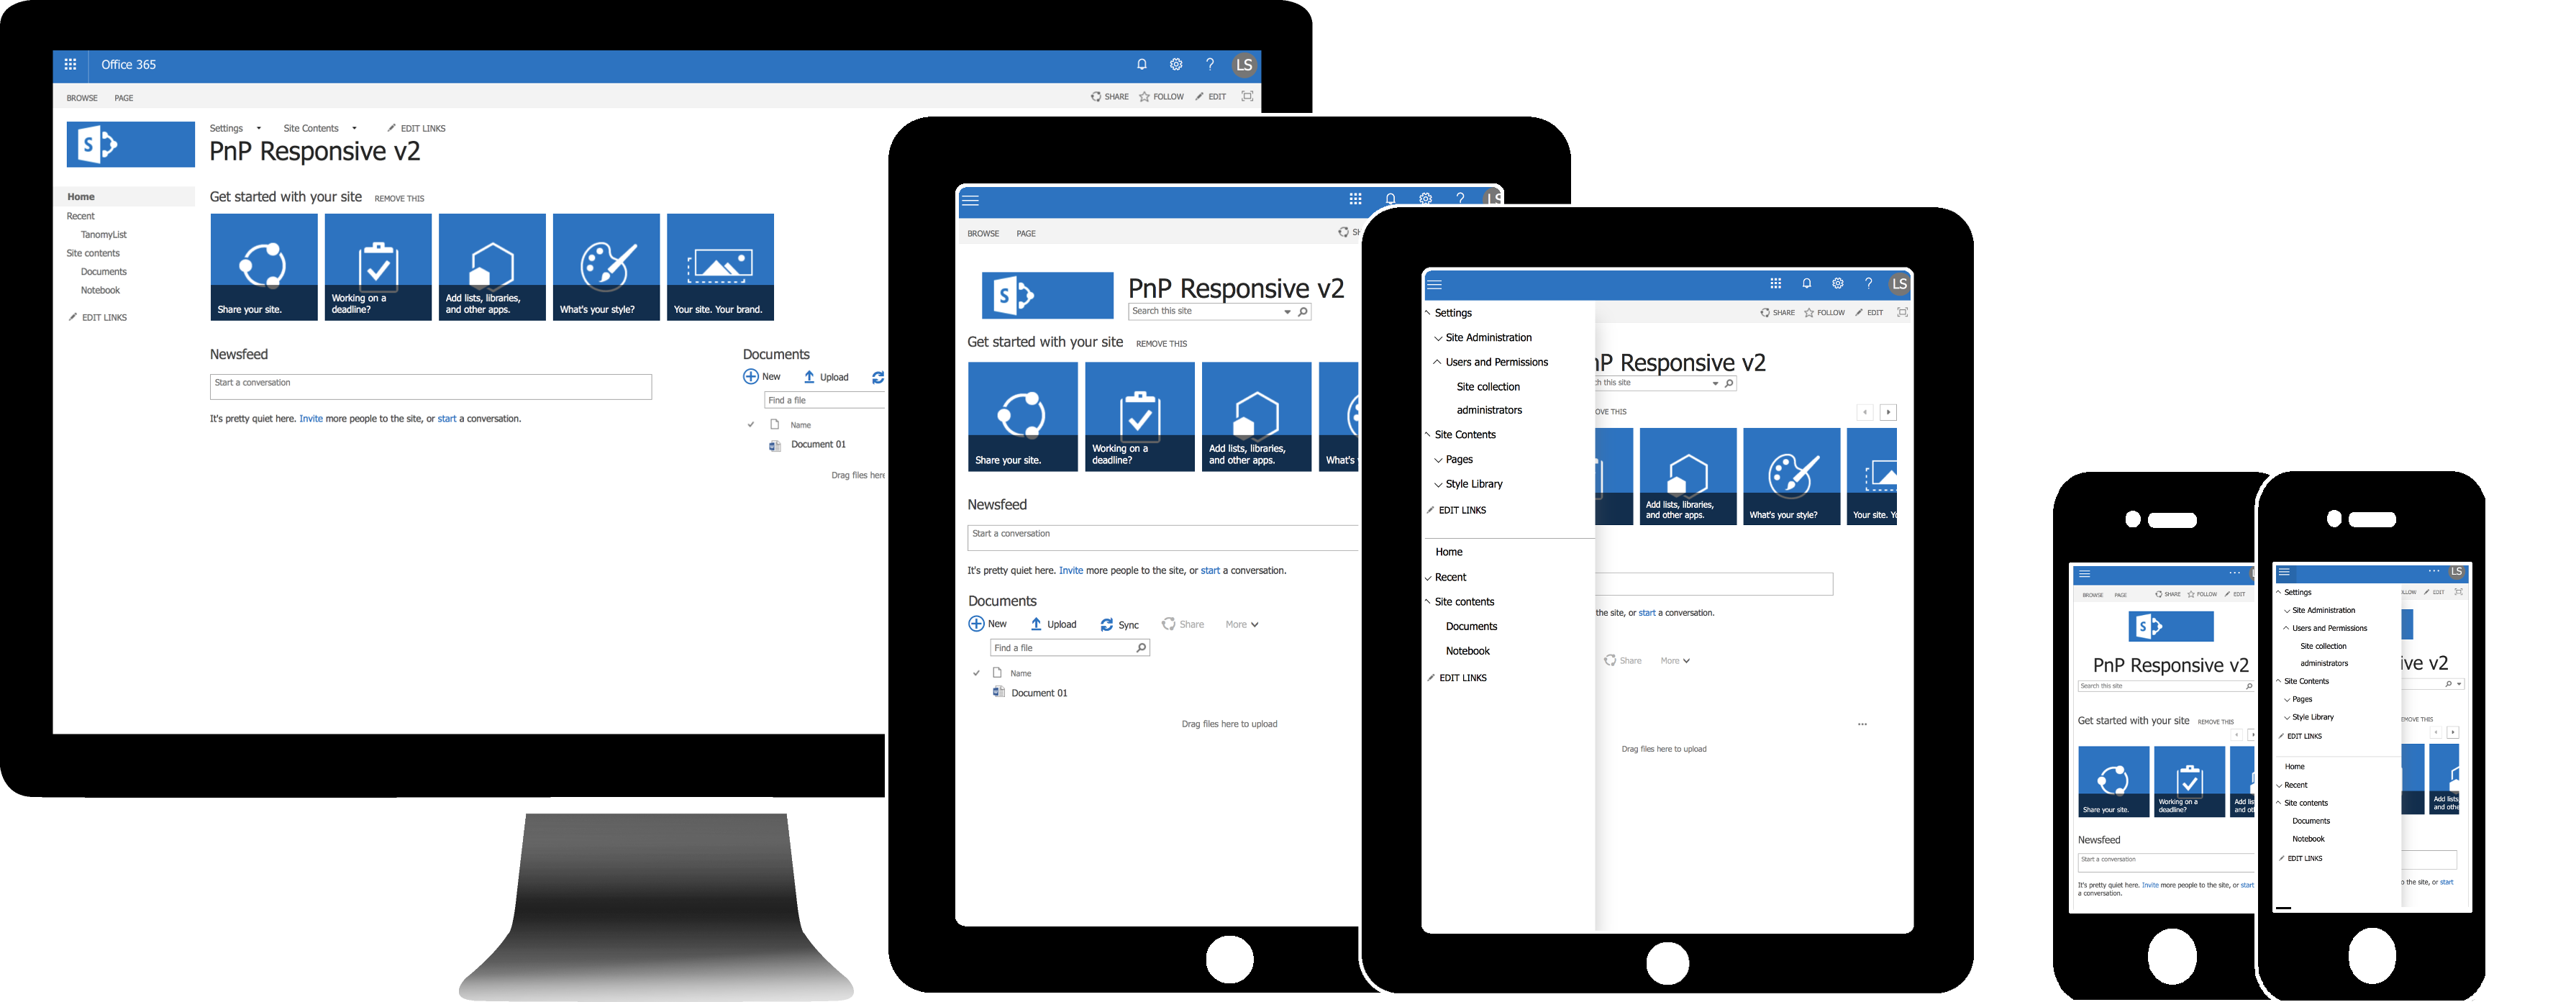 Office 365
LS
BROWSE PAGE
SHARE FOLLOW EDIT
Settings Site Contents EDIT LINKS
S
PnP Responsive v2
Home
Recent
TanomyList
Site contents
Documents
Notebook
EDIT LINKS
Get started with your site REMOVE THIS
Share your site.
Working on a
deadline?
Add lists, libraries,
and other apps.
What's your style?
Your site. Your brand.
Newsfeed
Start a conversation
It's pretty quiet here. Invite more people to the site, or start a conversation.
Documents
New Upload
Find a file
Name
Document 01
Drag files here
BROWSE PAGE
S
PnP Responsive v2
Search this site
Get started with your site REMOVE THIS
Share your site.
Working on a
deadline?
Add lists, libraries,
and other apps.
What's
Newsfeed
Start a conversation
It's pretty quiet here. Invite more people to the site, or start a conversation.
Documents
New Upload Sync Share More
Find a file
Name
Document 01
Drag files here to upload
LS
Settings
Site Administration
Users and Permissions
Site collection
administrators
Site Contents
Pages
Style Library
EDIT LINKS
Home
Recent
Site contents
Documents
Notebook
EDIT LINKS
SHARE FOLLOW EDIT
P Responsive v2
this site
OVE THIS
Add lists, libraries,
and other apps.
What's your style?
Your site. Y
the site, or start a conversation.
Share More
...
Drag files here to upload
...
BROWSE PAGE SHARE FOLLOW EDIT
S
PnP Responsive v2
Search this site
Get started with your site REMOVE THIS
Share your site.
Working on a
deadline?
Add lis
and ot
Newsfeed
Start a conversation
It's pretty quiet here. Invite more people to the site, or start
a conversation.
... LS
Settings
Site Administration
Users and Permissions
Site collection
administrators
Site Contents
Pages
Style Library
EDIT LINKS
Home
Recent
Site contents
Documents
Notebook
EDIT LINKS
LLOW EDIT
ive v2
EMOVE THIS
Add lists
and othe
the site, or start